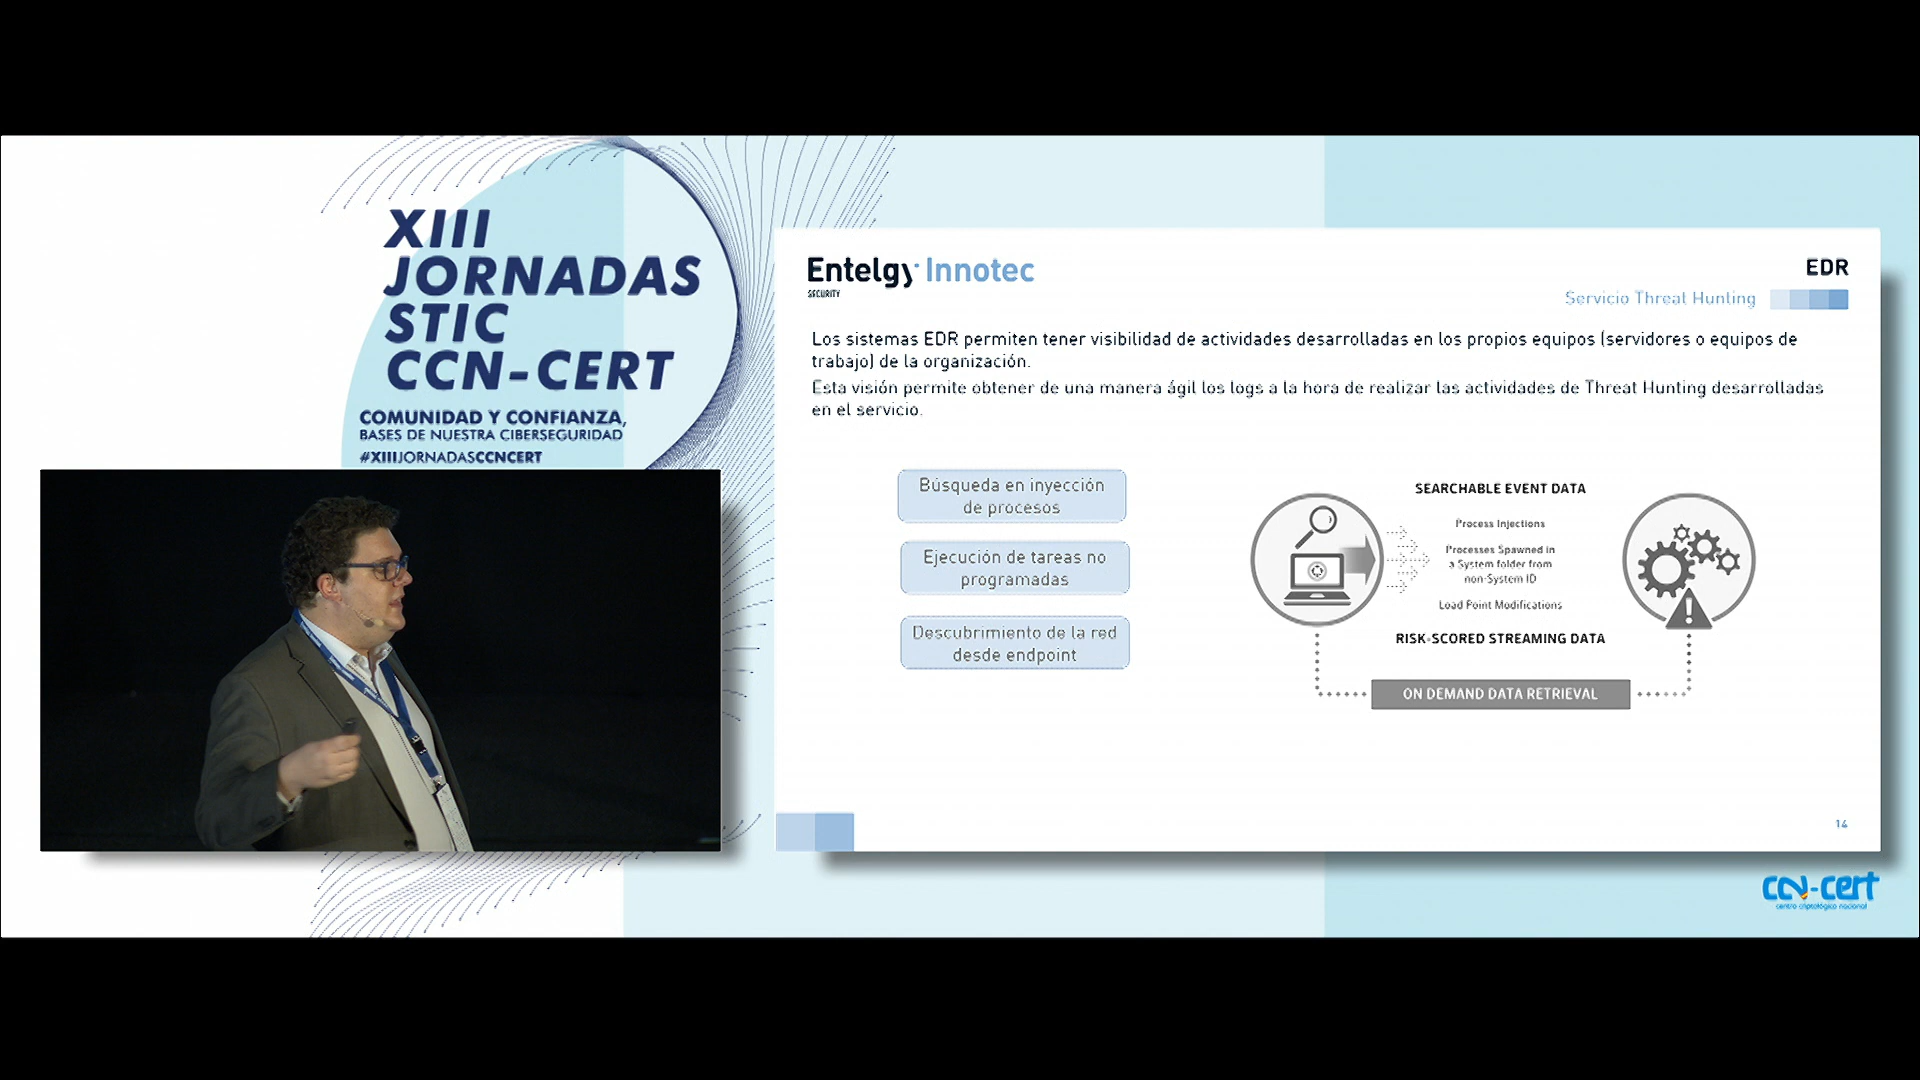 XIII
JORNADAS
STIC
CCN-CERT
COMUNIDAD Y CONFIANZA,
BASES DE NUESTRA CIBERSEGURIDAD
#XIIIJORNADASCCNCERT
Entelgy Innotec
SECURITY
EDR
Servicio Threat Hunting
Los sistemas EDR permiten tener visibilidad de actividades desarrolladas en los propios equipos (servidores o equipos de
trabajo) de la organización.
Esta visión permite obtener de una manera ágil los logs a la hora de realizar las actividades de Threat Hunting desarrolladas
en el servicio.
Búsqueda en inyección
de procesos
Ejecución de tareas no
programadas
Descubrimiento de la red
desde endpoint
SEARCHABLE EVENT DATA
Process Injections
Processes Spawned in
a System folder from
non-System ID
Load Point Modifications
RISK-SCORED STREAMING DATA
ON DEMAND DATA RETRIEVAL
14
ccn-cert
centro criptológico nacional